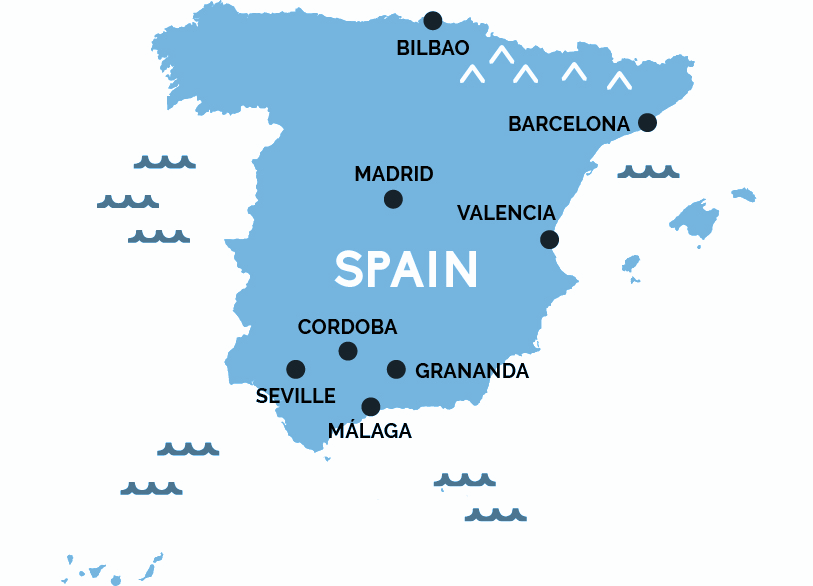 BILBAO
BARCELONA
MADRID
VALENCIA
SPAIN
CORDOBA
GRANANDA
SEVILLE
MÁLAGA